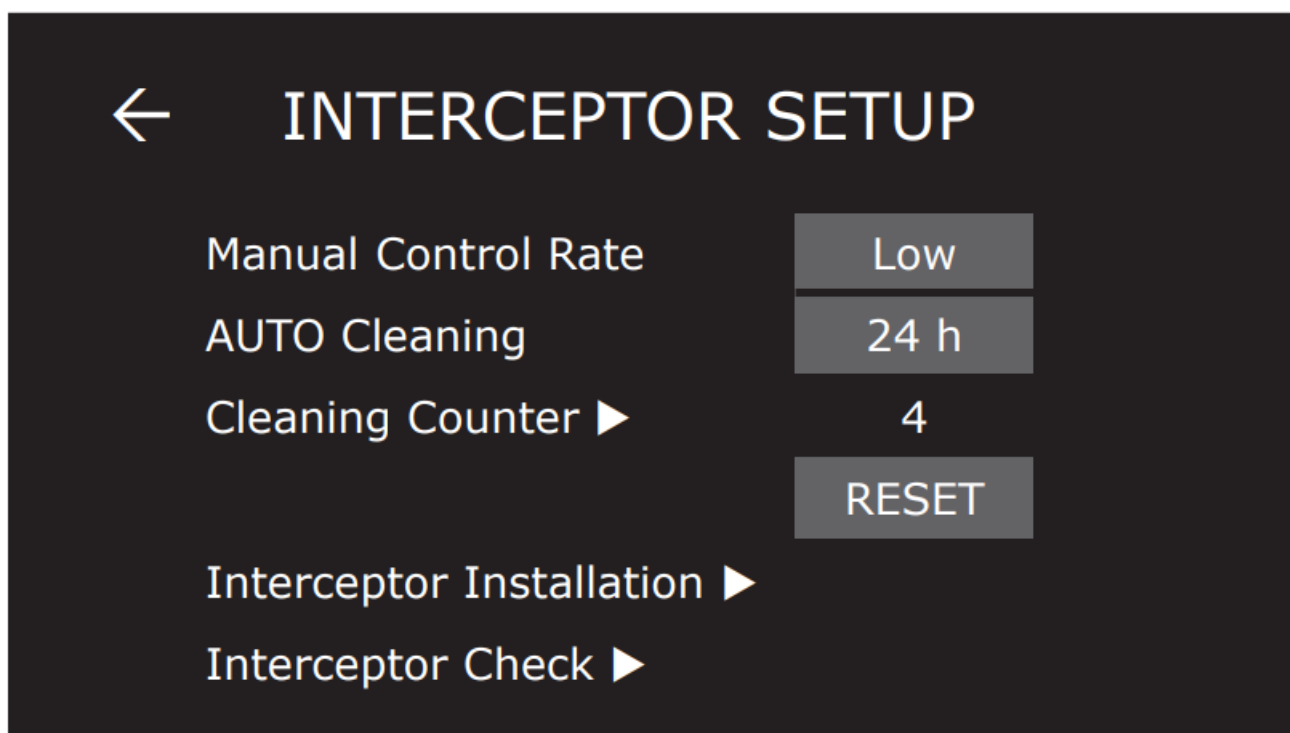 ← INTERCEPTOR SETUP
Manual Control Rate Low
AUTO Cleaning 24 h
Cleaning Counter ▶ 4
RESET
Interceptor Installation ▶
Interceptor Check ▶